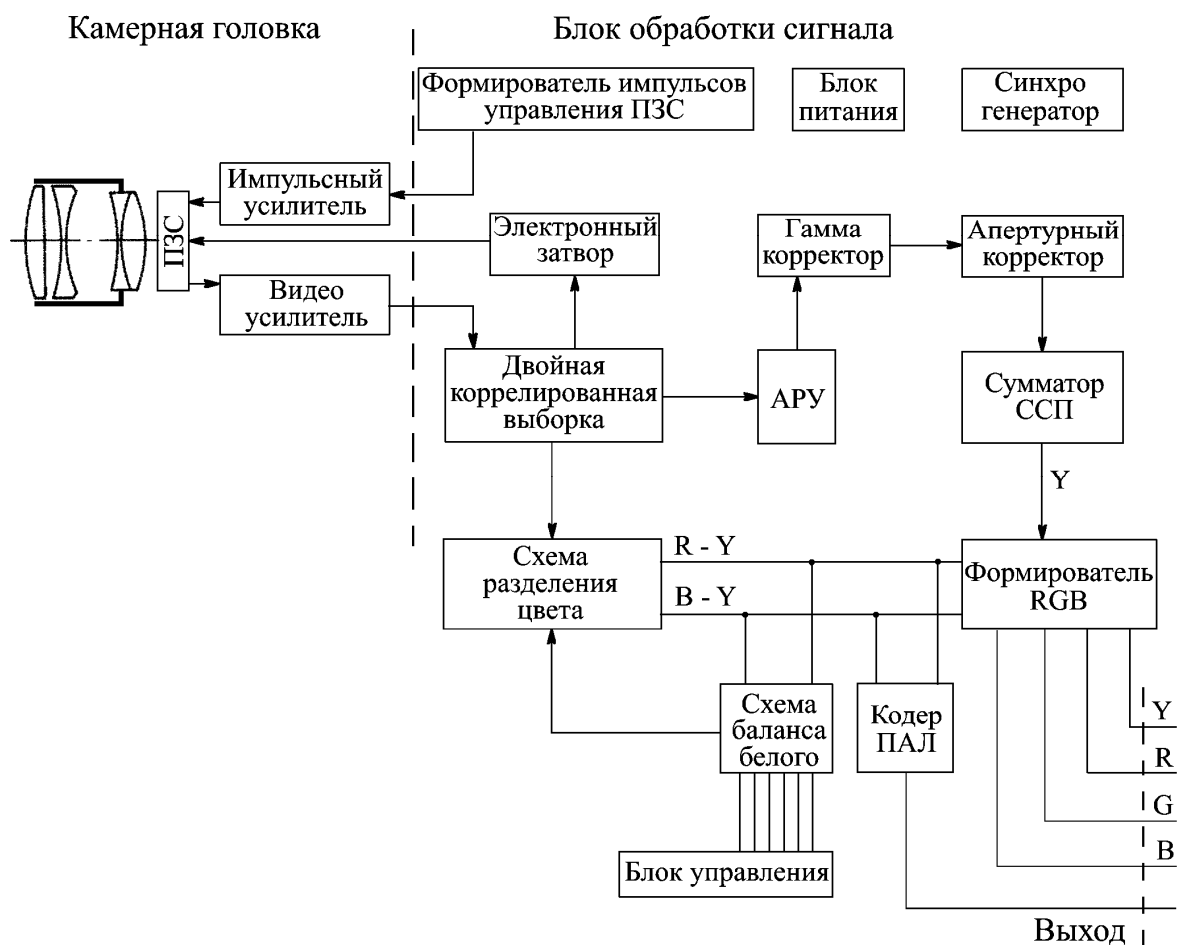 Камерная головка
Блок обработки сигнала
Формирователь импульсов
управления ПЗС
Блок
питания
Синхро
генератор
Импульсный
усилитель
ПЗС
Электронный
затвор
Гамма
корректор
Апертурный
корректор
Видео
усилитель
Двойная
коррелированная
выборка
АРУ
Сумматор
ССП
Y
Схема
разделения
цвета
R - Y
B - Y
Формирователь
RGB
Схема
баланса
белого
Кодер
ПАЛ
Y
R
G
B
Блок управления
Выход